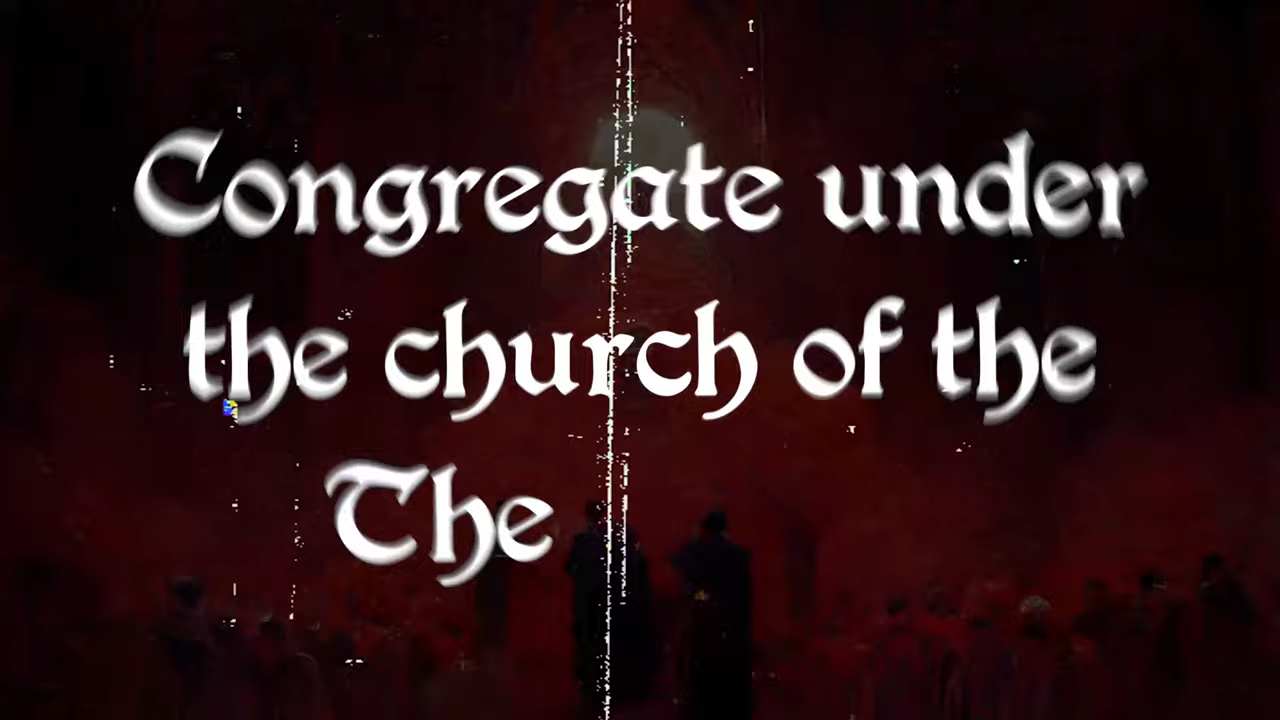 Congregate under
the church of the
The